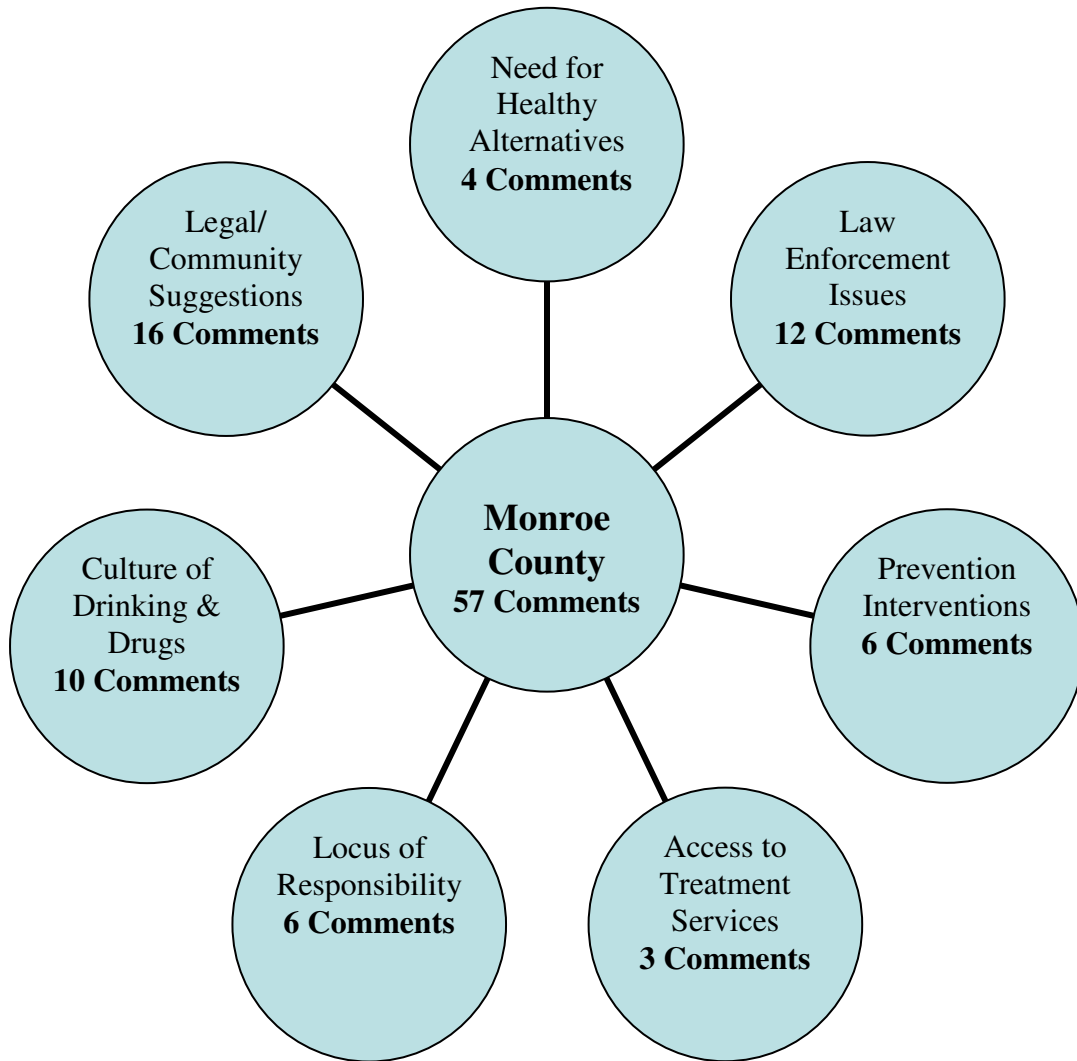 Need for
Healthy
Alternatives
4 Comments
Legal/
Community
Suggestions
16 Comments
Law
Enforcement
Issues
12 Comments
Monroe
County
57 Comments
Culture of
Drinking &
Drugs
10 Comments
Prevention
Interventions
6 Comments
Locus of
Responsibility
6 Comments
Access to
Treatment
Services
3 Comments